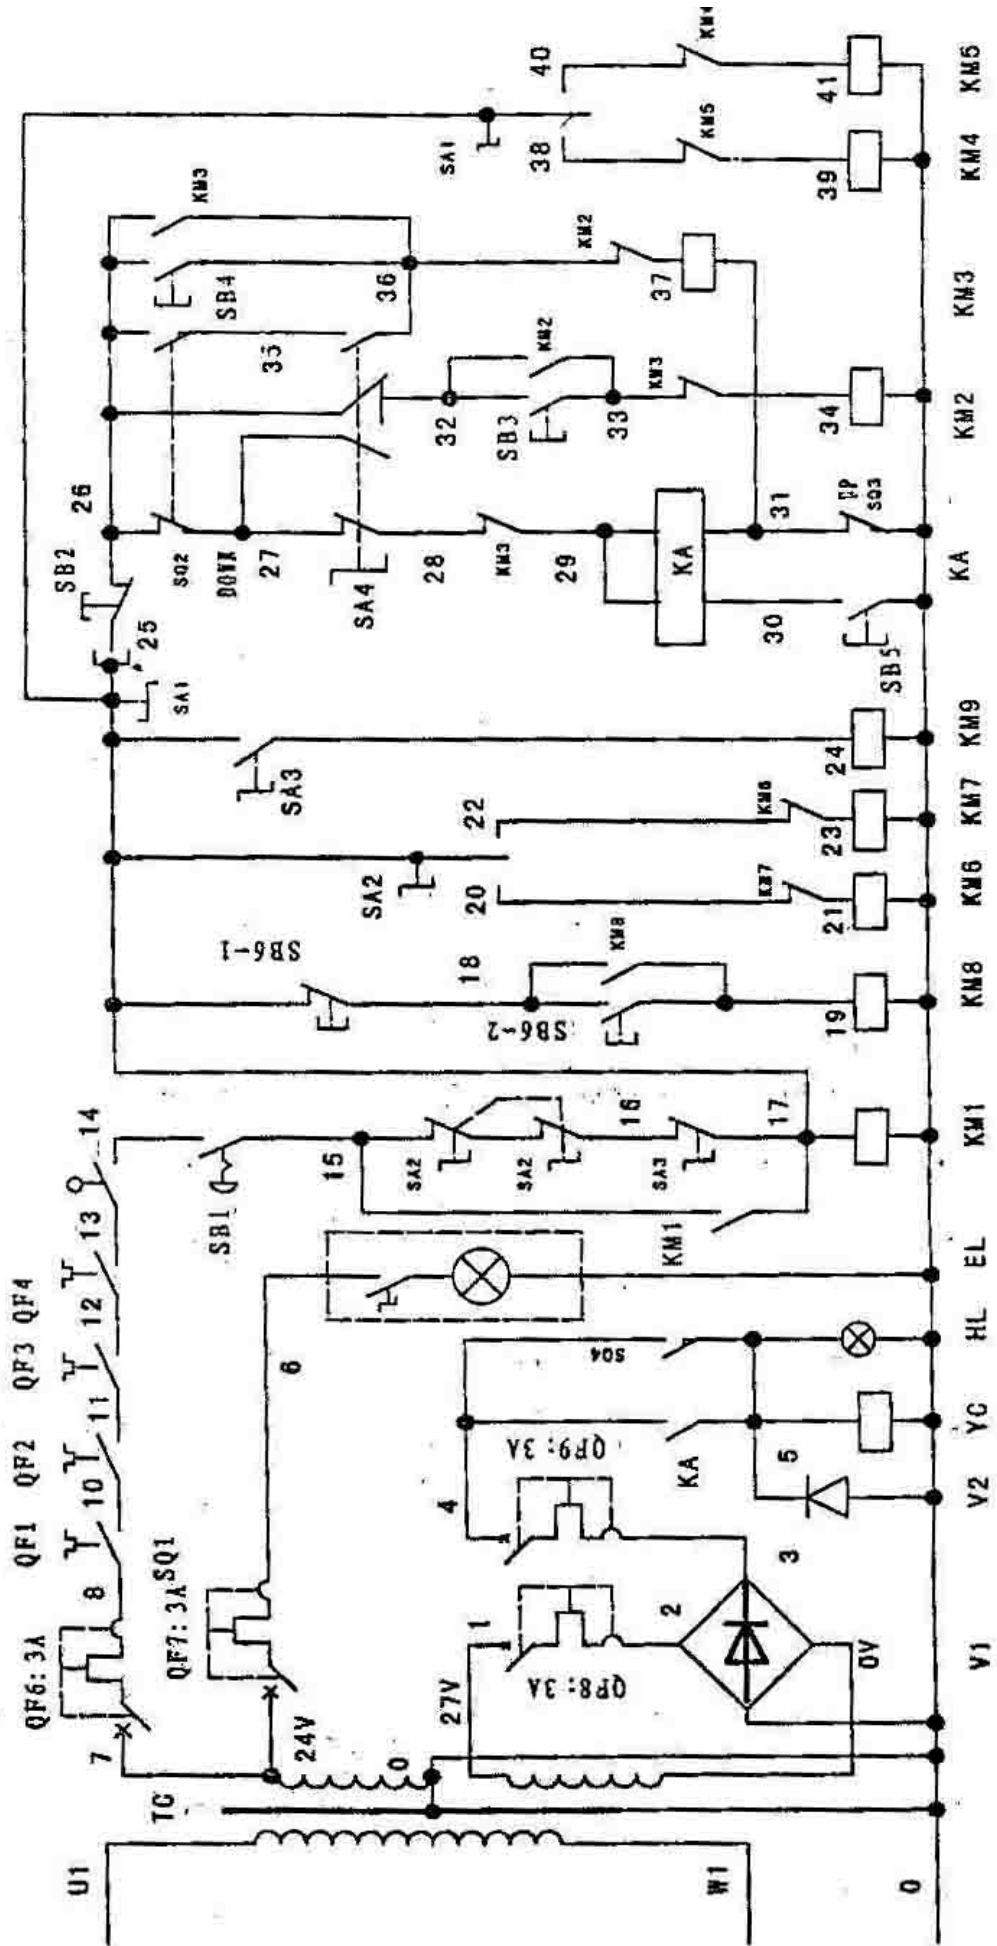 U1
W1
0
TC
7
24V
0
27V
0V
1
2
3
4
5
6
QF6:3A
QF7:3A
SQ1
QF8:3A
QF9:3A
8
QF1
10
QF2
11
QF3
12
QF4
13
14
SB1
15
KA
SQ4
KM1
SA2
SA2
16
SA3
17
SB6-1
18
SB6-2
KM8
19
SA2
20
22
KM7
KM6
21
23
SA3
24
SA1
25
SB2
26
SQ2
DOWN
27
SA4
28
KM3
29
KA
30
31
SB5
UP
SQ3
32
SB3
KM2
33
KM3
34
35
SB4
KM3
36
KM2
37
SA1
38
40
KM5
KM4
39
41
V1
V2
YC
HL
EL
KM1
KM8
KM6
KM7
KM9
KA
KM2
KM3
KM4
KM5